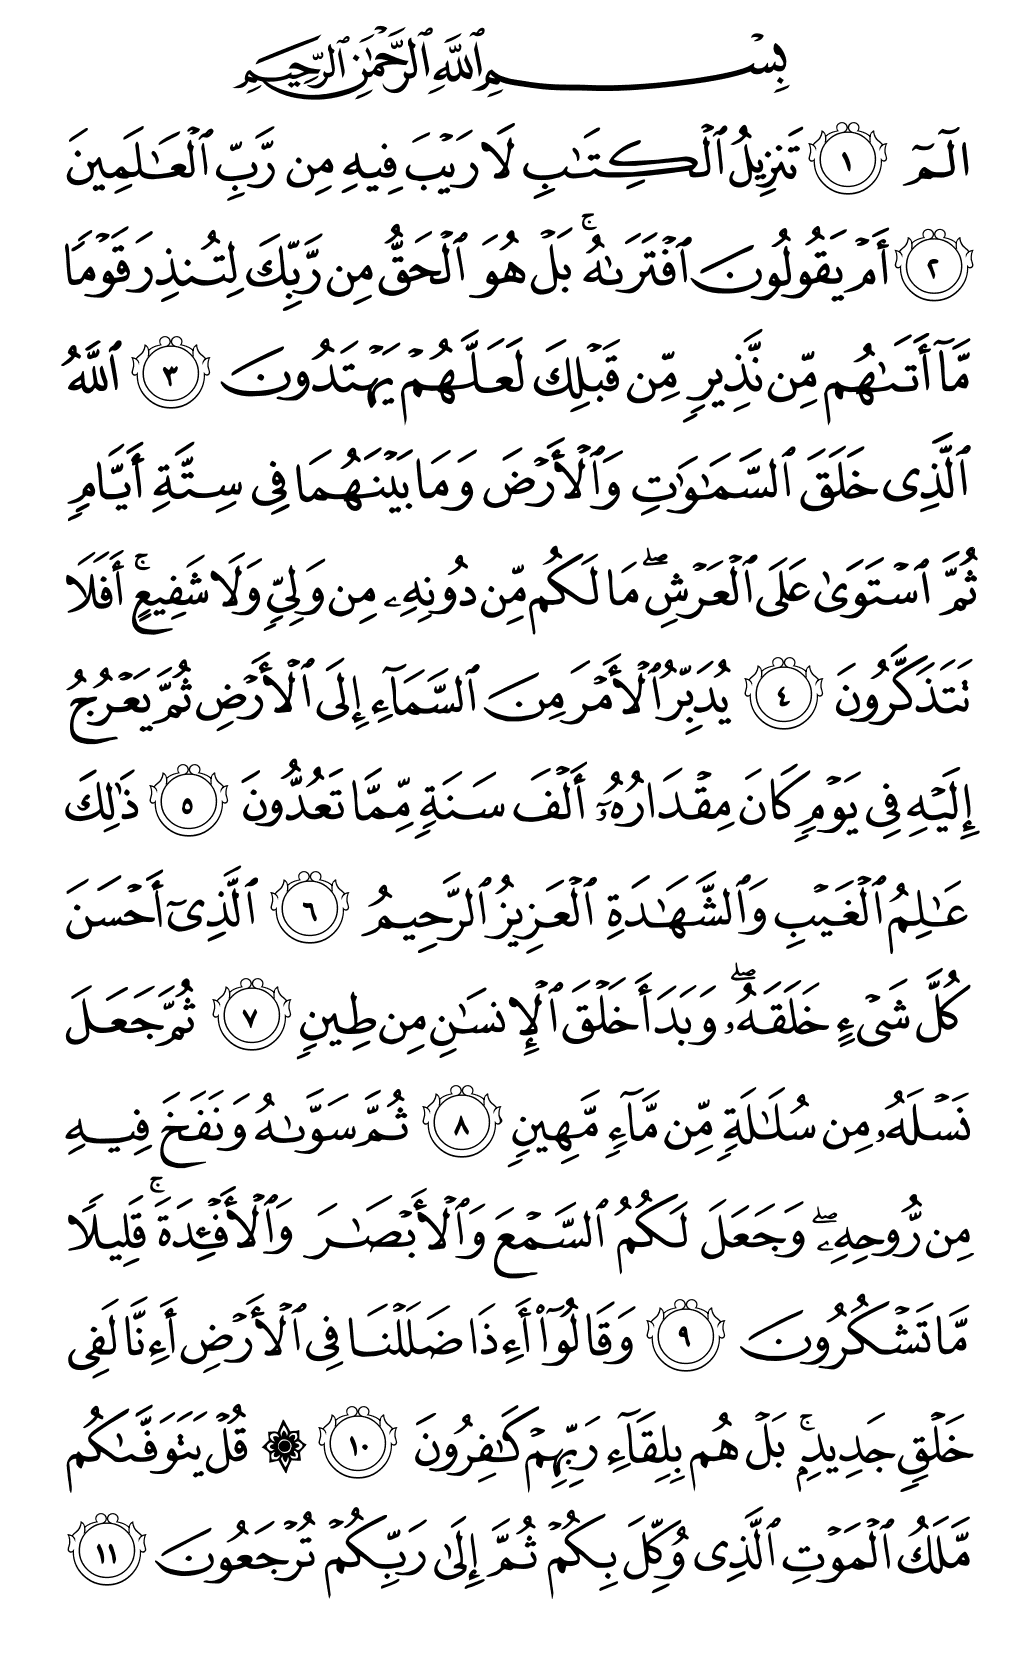 بِسْمِ ٱللَّهِ ٱلرَّحْمَٰنِ ٱلرَّحِيمِ
الٓمٓ ١ تَنزِيلُ ٱلْكِتَٰبِ لَا رَيْبَ فِيهِ مِن رَّبِّ ٱلْعَٰلَمِينَ
٢ أَمْ يَقُولُونَ ٱفْتَرَىٰهُ ۚ بَلْ هُوَ ٱلْحَقُّ مِن رَّبِّكَ لِتُنذِرَ قَوْمًا
مَّآ أَتَىٰهُم مِّن نَّذِيرٍ مِّن قَبْلِكَ لَعَلَّهُمْ يَهْتَدُونَ ٣ ٱللَّهُ
ٱلَّذِى خَلَقَ ٱلسَّمَٰوَٰتِ وَٱلْأَرْضَ وَمَا بَيْنَهُمَا فِى سِتَّةِ أَيَّامٍ
ثُمَّ ٱسْتَوَىٰ عَلَى ٱلْعَرْشِ ۖ مَا لَكُم مِّن دُونِهِۦ مِن وَلِىٍّ وَلَا شَفِيعٍ ۚ أَفَلَا
تَتَذَكَّرُونَ ٤ يُدَبِّرُ ٱلْأَمْرَ مِنَ ٱلسَّمَآءِ إِلَى ٱلْأَرْضِ ثُمَّ يَعْرُجُ
إِلَيْهِ فِى يَوْمٍ كَانَ مِقْدَارُهُۥٓ أَلْفَ سَنَةٍ مِّمَّا تَعُدُّونَ ٥ ذَٰلِكَ
عَٰلِمُ ٱلْغَيْبِ وَٱلشَّهَٰدَةِ ٱلْعَزِيزُ ٱلرَّحِيمُ ٦ ٱلَّذِىٓ أَحْسَنَ
كُلَّ شَىْءٍ خَلَقَهُۥ ۖ وَبَدَأَ خَلْقَ ٱلْإِنسَٰنِ مِن طِينٍ ٧ ثُمَّ جَعَلَ
نَسْلَهُۥ مِن سُلَٰلَةٍ مِّن مَّآءٍ مَّهِينٍ ٨ ثُمَّ سَوَّىٰهُ وَنَفَخَ فِيهِ
مِن رُّوحِهِۦ ۖ وَجَعَلَ لَكُمُ ٱلسَّمْعَ وَٱلْأَبْصَٰرَ وَٱلْأَفْـِٔدَةَ ۚ قَلِيلًا
مَّا تَشْكُرُونَ ٩ وَقَالُوٓا۟ أَءِذَا ضَلَلْنَا فِى ٱلْأَرْضِ أَءِنَّا لَفِى
خَلْقٍ جَدِيدٍۭ ۚ بَلْ هُم بِلِقَآءِ رَبِّهِمْ كَٰفِرُونَ ١٠ ۞ قُلْ يَتَوَفَّىٰكُم
مَّلَكُ ٱلْمَوْتِ ٱلَّذِى وُكِّلَ بِكُمْ ثُمَّ إِلَىٰ رَبِّكُمْ تُرْجَعُونَ ١١